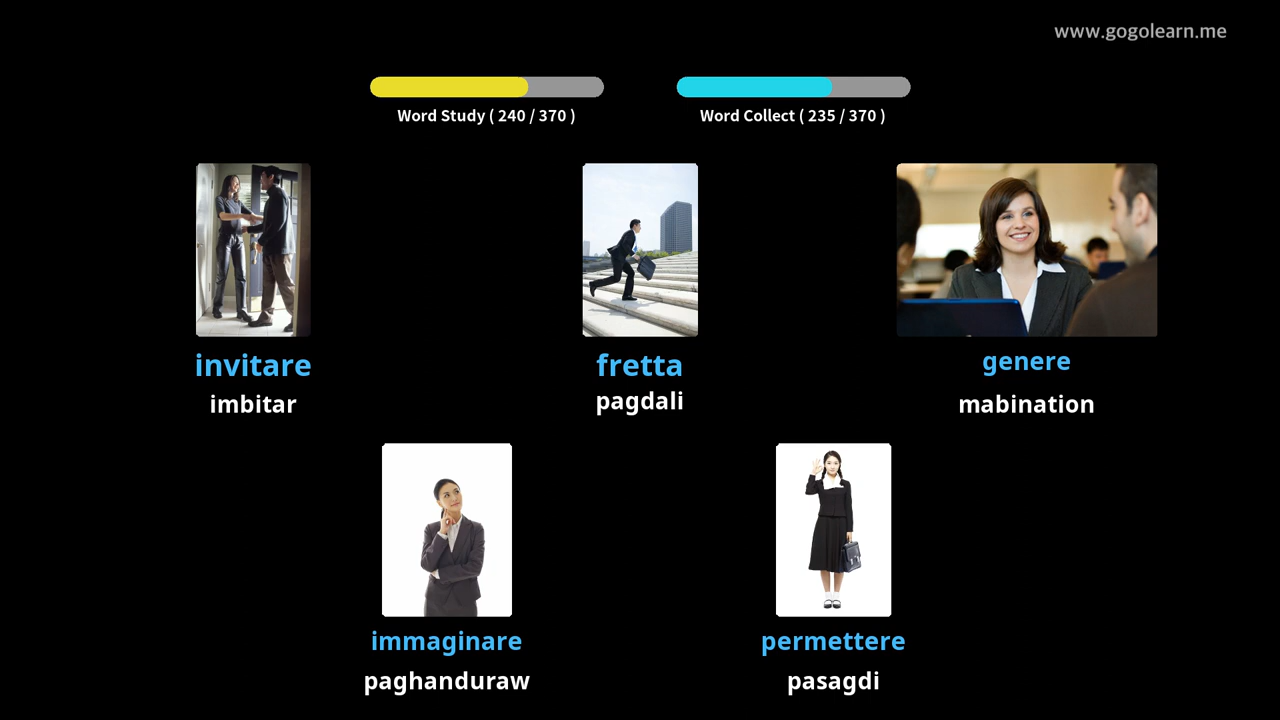 www.gogolearn.me
Word Study ( 240 / 370 )
Word Collect ( 235 / 370 )
invitare
imbitar
fretta
pagdali
genere
mabination
immaginare
paghanduraw
permettere
pasagdi